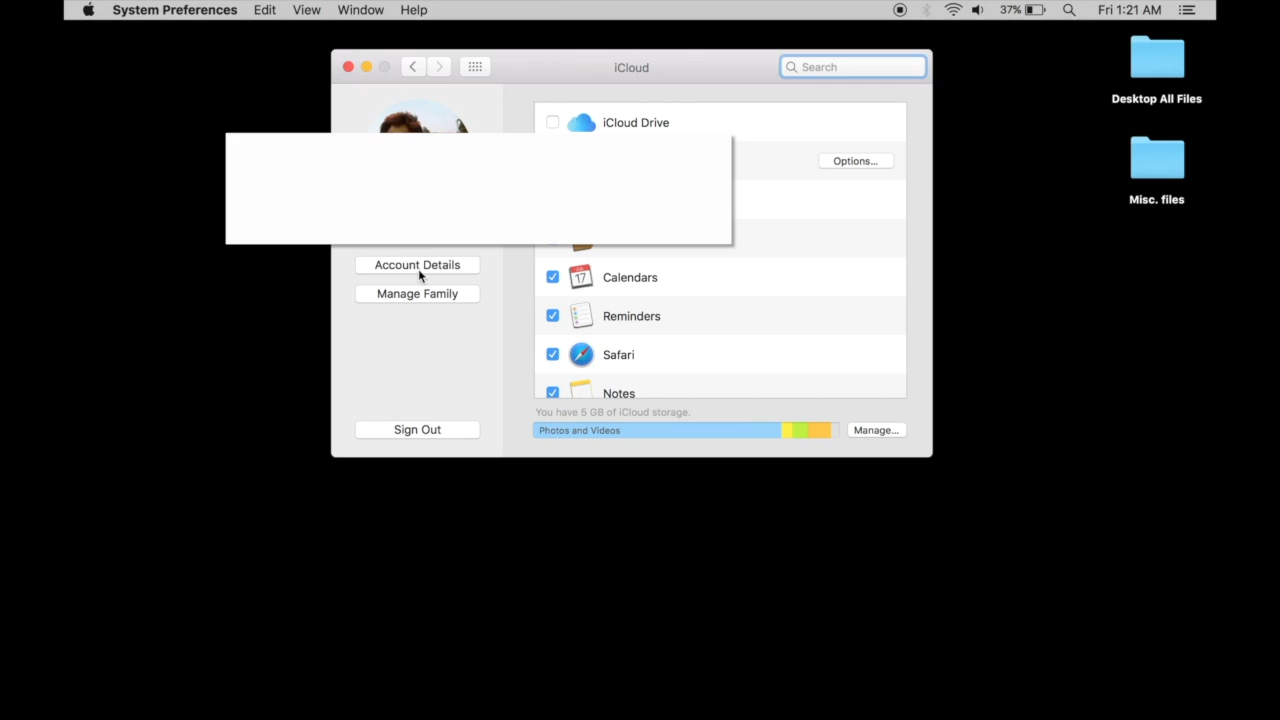 System Preferences Edit View Window Help 37% Fri 1:21 AM
Desktop All Files
Misc. files
iCloud
Search
iCloud Drive
Options...
Account Details
Manage Family
Sign Out
JUL
17
Calendars
Reminders
Safari
Notes
You have 5 GB of iCloud storage.
Photos and Videos
Manage...